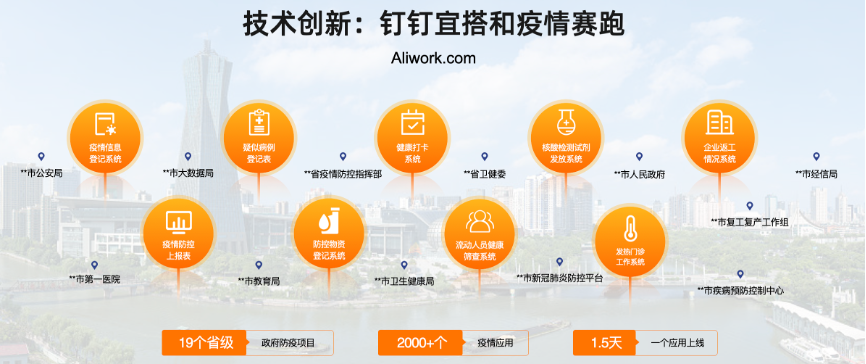 技术创新：钉钉宜搭和疫情赛跑
Aliwork.com
疫情信息
登记系统
疑似病例
登记表
健康打卡
系统
核酸检测试剂
发放系统
企业返工
情况系统
**市公安局
**市大数据局
**省疫情防控指挥部
**省卫健委
**市人民政府
**市经信局
**市复工复产工作组
疫情防控
上报表
防控物资
登记系统
流动人员健康
筛查系统
发热门诊
工作系统
**市第一医院
**市教育局
**市卫生健康局
**市新冠肺炎防控平台
**市疾病预防控制中心
19个省级 政府防疫项目
2000+个 疫情应用
1.5天 一个应用上线